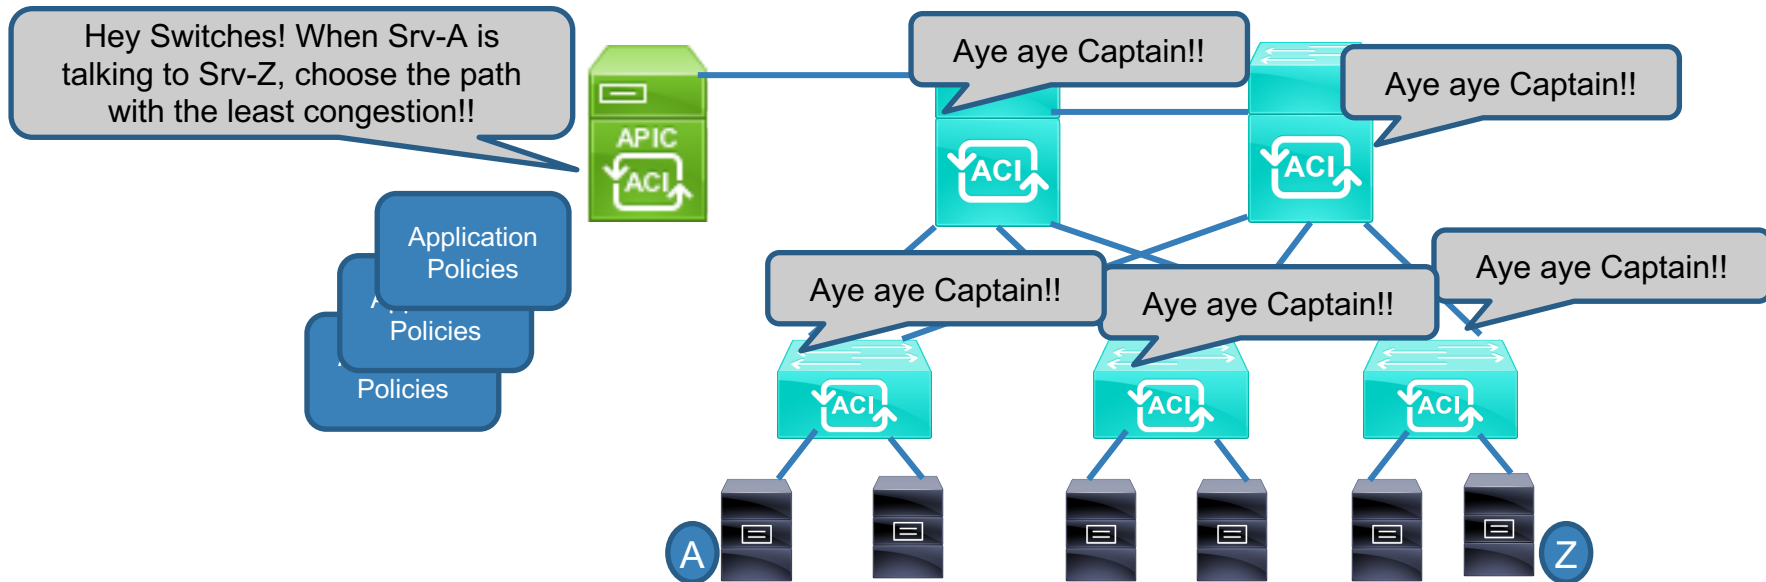 Hey Switches! When Srv-A is
talking to Srv-Z, choose the path
with the least congestion!!
Aye aye Captain!!
Aye aye Captain!!
APIC
ACI
ACI
ACI
Application
Policies
Policies
Policies
Aye aye Captain!!
Aye aye Captain!!
Aye aye Captain!!
ACI
ACI
ACI
A
Z